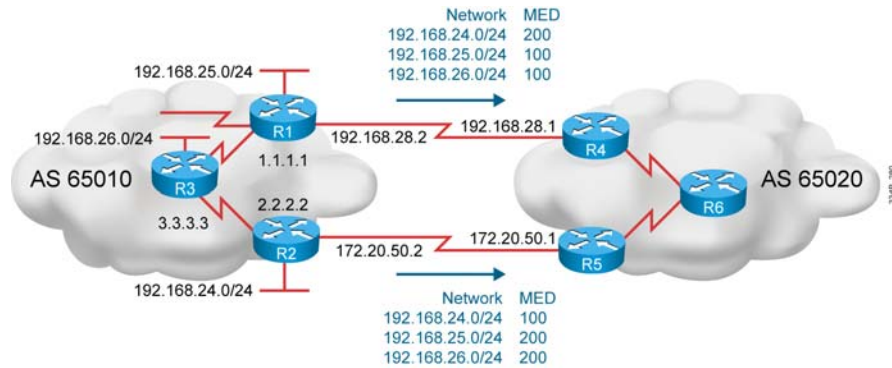 Network MED
192.168.24.0/24 200
192.168.25.0/24 100
192.168.26.0/24 100
192.168.25.0/24
192.168.26.0/24
R1
192.168.28.2
192.168.28.1
R4
AS 65010
R3
1.1.1.1
R6
AS 65020
3.3.3.3
2.2.2.2
R2
172.20.50.2
172.20.50.1
R5
192.168.24.0/24
Network MED
192.168.24.0/24 100
192.168.25.0/24 200
192.168.26.0/24 200